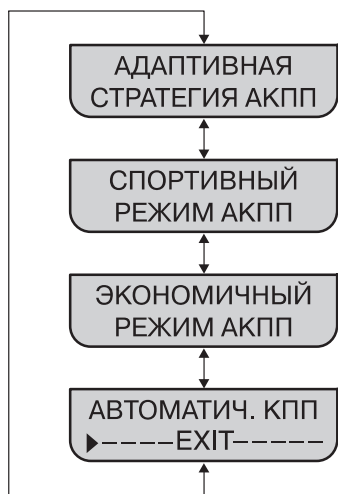 АДАПТИВНАЯ
СТРАТЕГИЯ АКПП
СПОРТИВНЫЙ
РЕЖИМ АКПП
ЭКОНОМИЧНЫЙ
РЕЖИМ АКПП
АВТОМАТИЧ. КПП
▶----EXIT-----